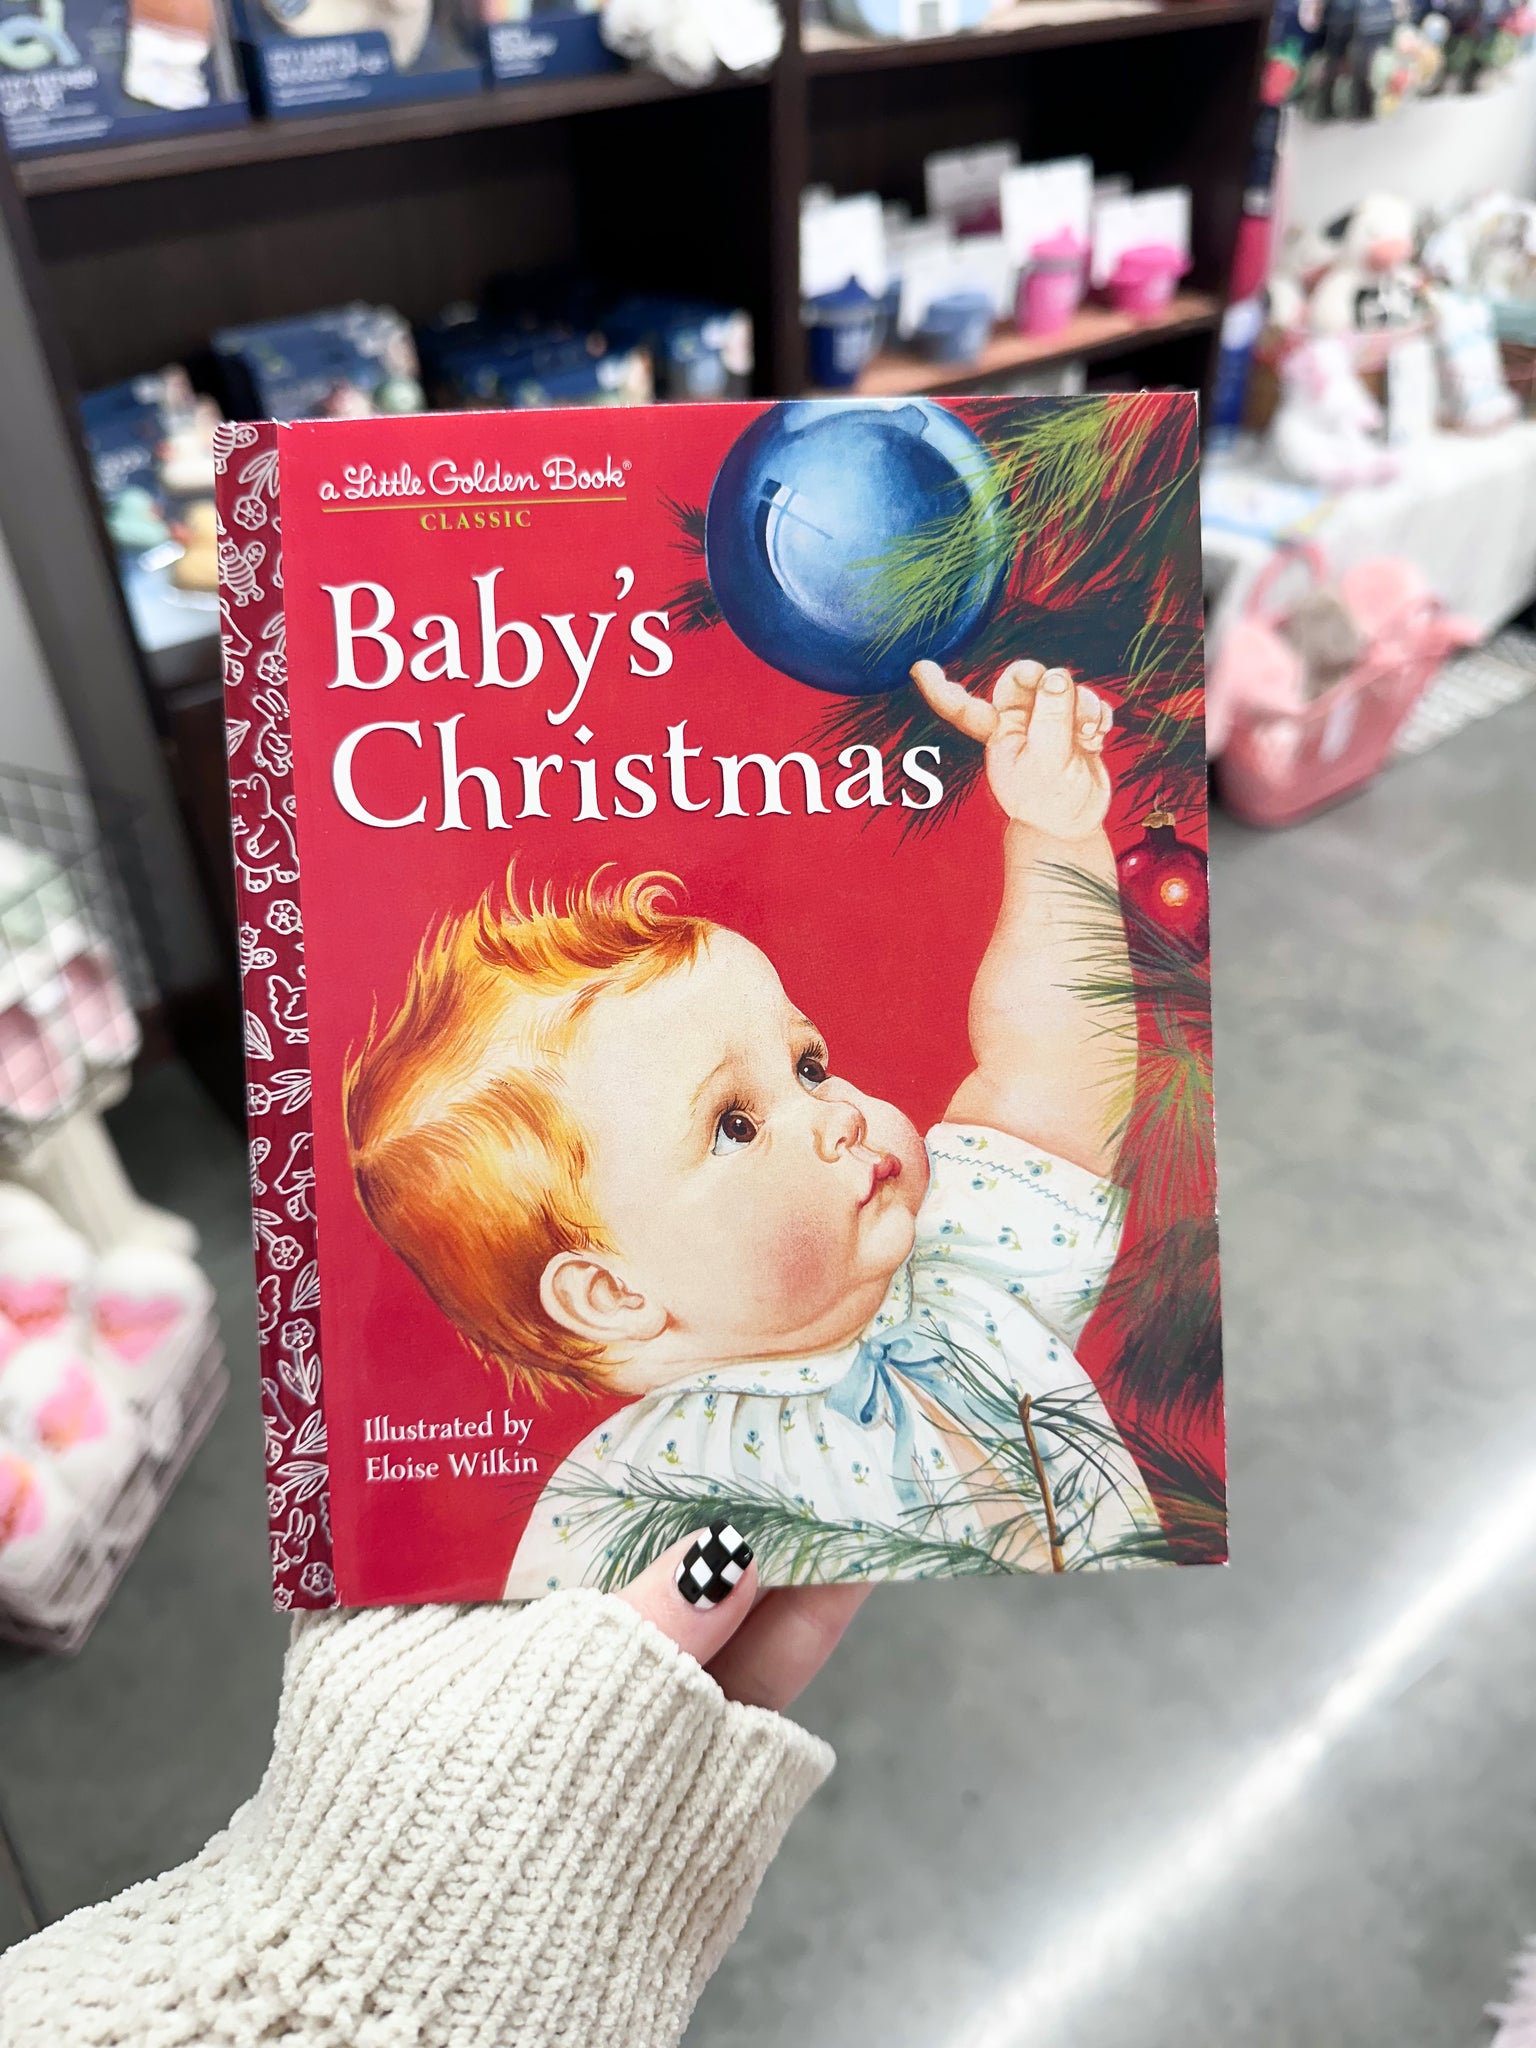 a Little Golden Book®
CLASSIC
Baby's
Christmas
Illustrated by
Eloise Wilkin